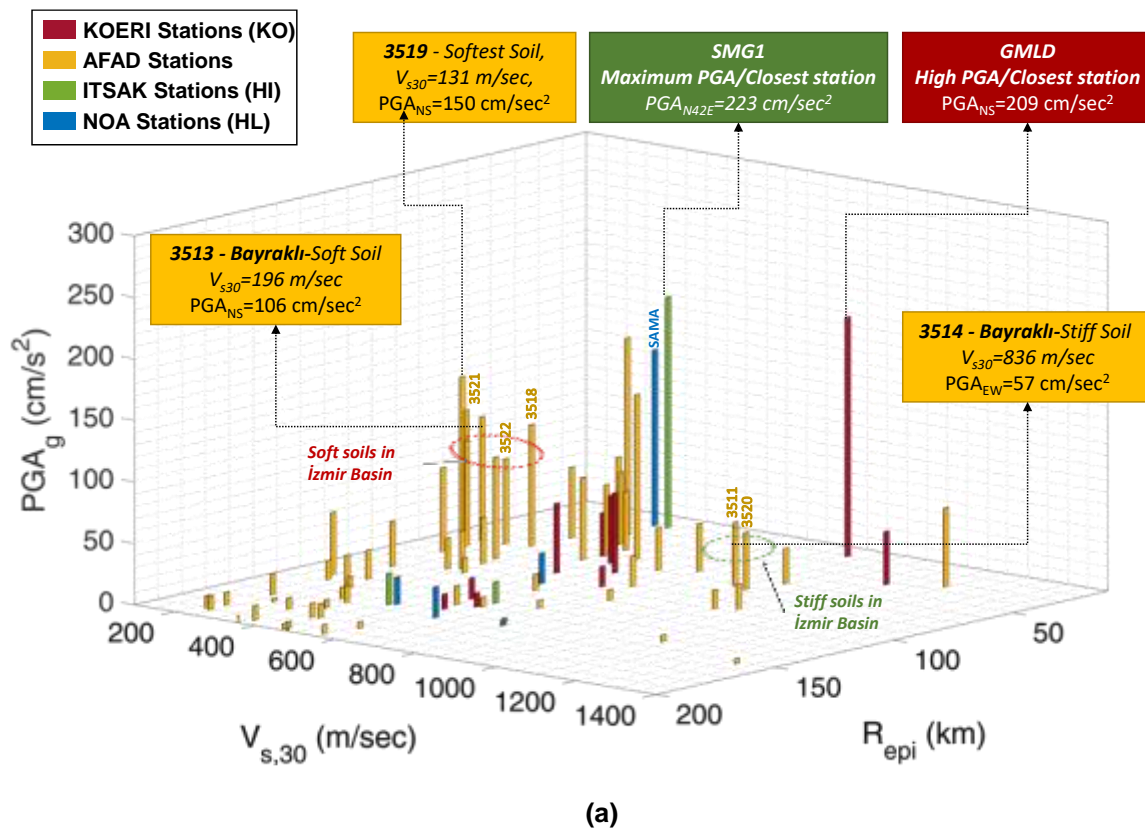 KOERI Stations (KO)
AFAD Stations
ITSAK Stations (HI)
NOA Stations (HL)
3519 - Softest Soil,
Vs30=131 m/sec,
PGANS=150 cm/sec2
SMG1
Maximum PGA/Closest station
PGAN42E=223 cm/sec2
GMLD
High PGA/Closest station
PGANS=209 cm/sec2
3513 - Bayraklı-Soft Soil
Vs30=196 m/sec
PGANS=106 cm/sec2
3514 - Bayraklı-Stiff Soil
Vs30=836 m/sec
PGAEW=57 cm/sec2
300
250
200
150
100
50
0
PGAg (cm/s2)
SAMA
3521
3522
3518
Soft soils in
İzmir Basin
3511
3520
Stiff soils in
İzmir Basin
200
400
600
800
1000
1200
1400
Vs,30 (m/sec)
200
150
100
50
Repi (km)
(a)